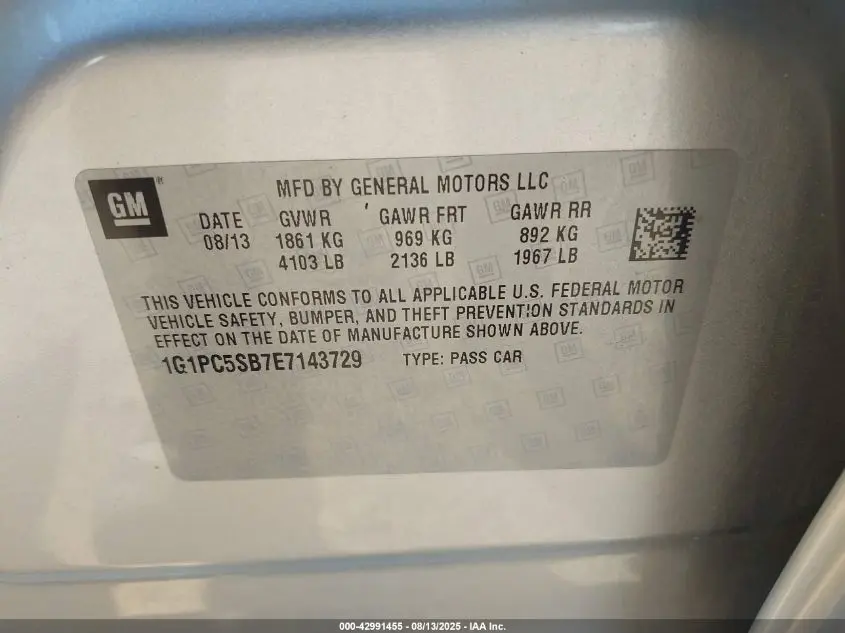 GM
MFD BY GENERAL MOTORS LLC
DATE GVWR GAWR FRT GAWR RR
08/13 1861 KG 969 KG 892 KG
4103 LB 2136 LB 1967 LB
THIS VEHICLE CONFORMS TO ALL APPLICABLE U.S. FEDERAL MOTOR
VEHICLE SAFETY, BUMPER, AND THEFT PREVENTION STANDARDS IN
EFFECT ON THE DATE OF MANUFACTURE SHOWN ABOVE.
1G1PC5SB7E7143729 TYPE: PASS CAR
000-42991455 - 08/13/2025 - IAA Inc.